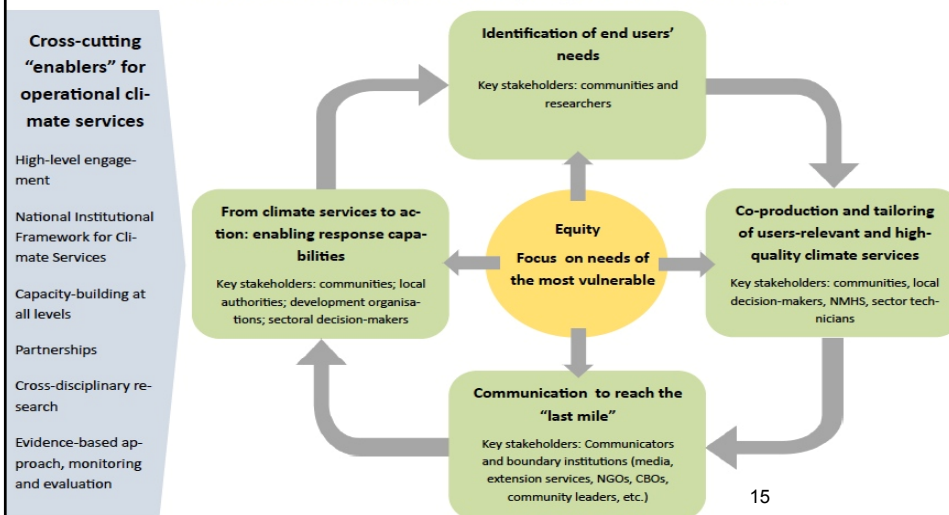 Cross-cutting
“enablers” for
operational cli-
mate services
High-level engage-
ment
National Institutional
Framework for Cli-
mate Services
Capacity-building at
all levels
Partnerships
Cross-disciplinary re-
search
Evidence-based ap-
proach, monitoring
and evaluation
Identification of end users’
needs
Key stakeholders: communities and
researchers
From climate services to ac-
tion: enabling response capa-
bilities
Key stakeholders: communities; local
authorities; development organisa-
tions; sectoral decision-makers
Equity
Focus on needs of
the most vulnerable
Co-production and tailoring
of users-relevant and high-
quality climate services
Key stakeholders: communities, local
decision-makers, NMHS, sector tech-
nicians
Communication to reach the
“last mile”
Key stakeholders: Communicators
and boundary institutions (media,
extension services, NGOs, CBOs,
community leaders, etc.)
15